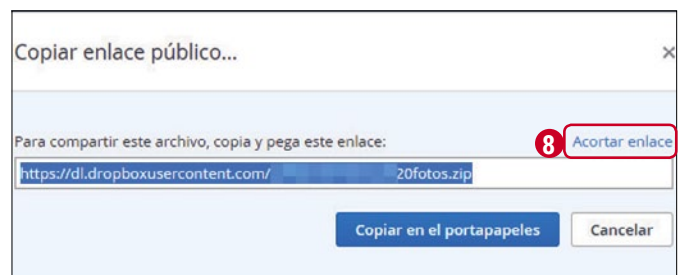 Copiar enlace público...
×
Para compartir este archivo, copia y pega este enlace:
8 Acortar enlace
https://dl.dropboxusercontent.com/ 20fotos.zip
Copiar en el portapapeles Cancelar